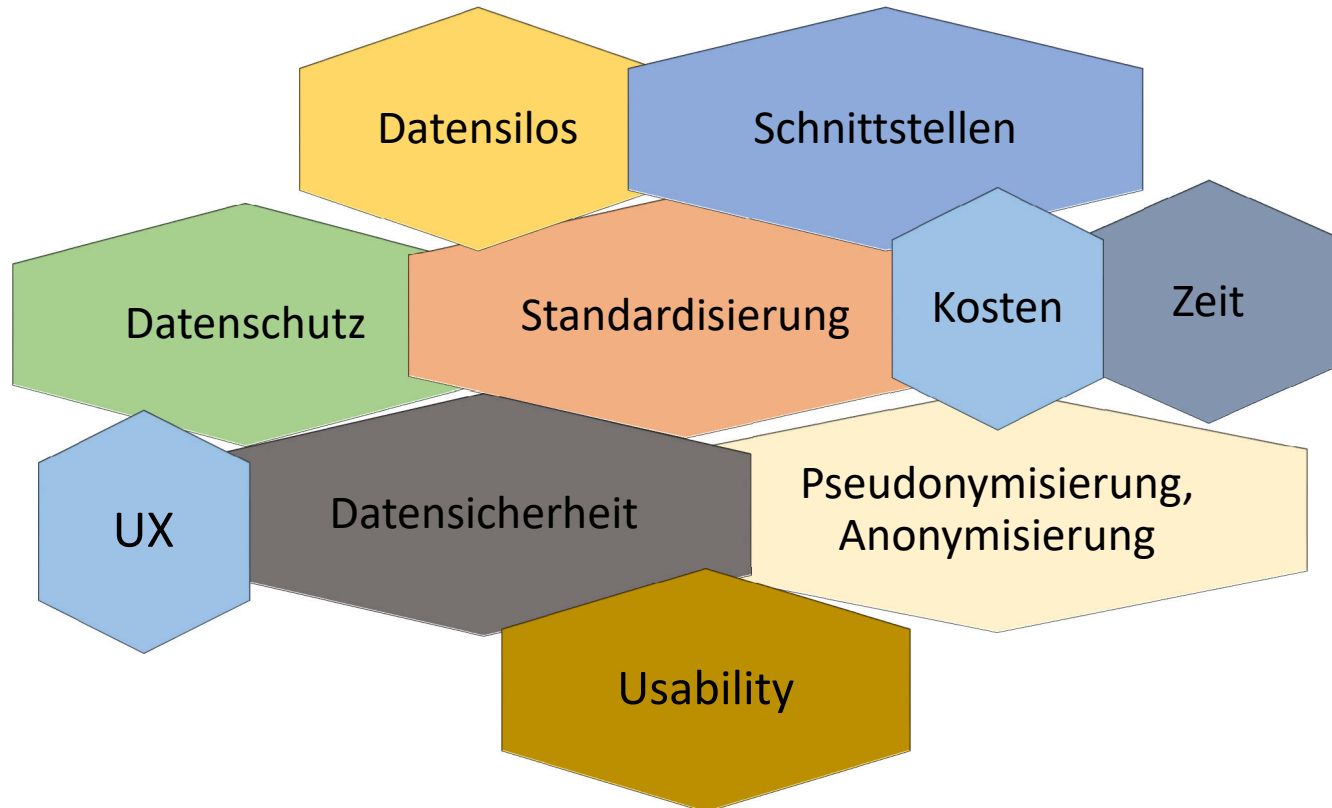 Datensilos
Schnittstellen
Datenschutz
Standardisierung
Kosten
Zeit
UX
Datensicherheit
Pseudonymisierung,
Anonymisierung
Usability